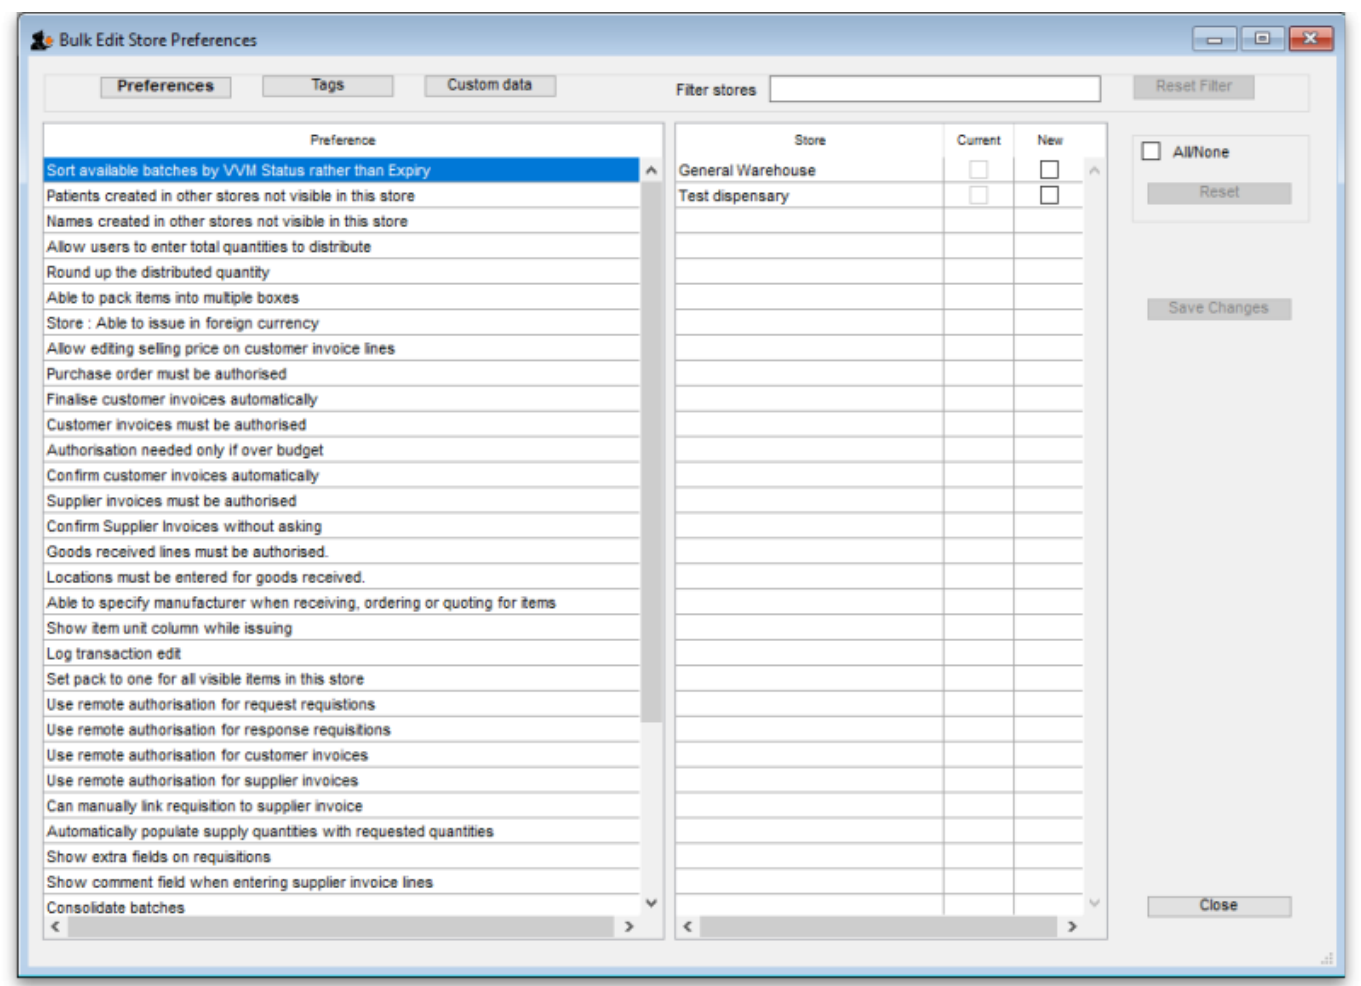 Bulk Edit Store Preferences
Preferences Tags Custom data Filter stores Reset Filter
Preference Store Current New
All/None
Sort available batches by VVM Status rather than Expiry General Warehouse
Patients created in other stores not visible in this store Test dispensary Reset
Names created in other stores not visible in this store
Allow users to enter total quantities to distribute
Round up the distributed quantity
Able to pack items into multiple boxes
Save Changes
Store : Able to issue in foreign currency
Allow editing selling price on customer invoice lines
Purchase order must be authorised
Finalise customer invoices automatically
Customer invoices must be authorised
Authorisation needed only if over budget
Confirm customer invoices automatically
Supplier invoices must be authorised
Confirm Supplier Invoices without asking
Goods received lines must be authorised.
Locations must be entered for goods received.
Able to specify manufacturer when receiving, ordering or quoting for items
Show item unit column while issuing
Log transaction edit
Set pack to one for all visible items in this store
Use remote authorisation for request requistions
Use remote authorisation for response requisitions
Use remote authorisation for customer invoices
Use remote authorisation for supplier invoices
Can manually link requisition to supplier invoice
Automatically populate supply quantities with requested quantities
Show extra fields on requisitions
Show comment field when entering supplier invoice lines
Consolidate batches Close